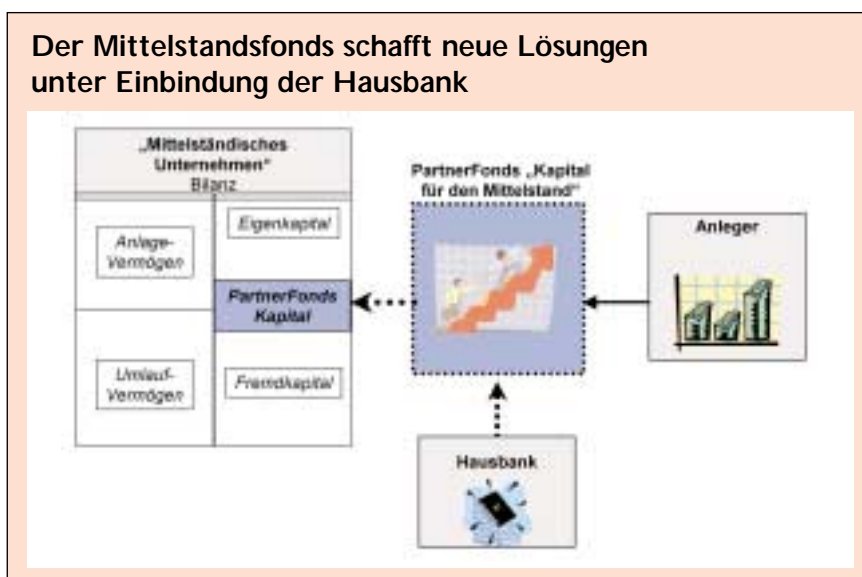 Der Mittelstandsfonds schafft neue Lösungen
unter Einbindung der Hausbank
„Mittelständisches
Unternehmen“
Bilanz
Anlage-
Vermögen
Eigenkapital
PartnerFonds
Kapital
Umlauf-
Vermögen
Fremdkapital
PartnerFonds „Kapital
für den Mittelstand“
Anleger
Hausbank